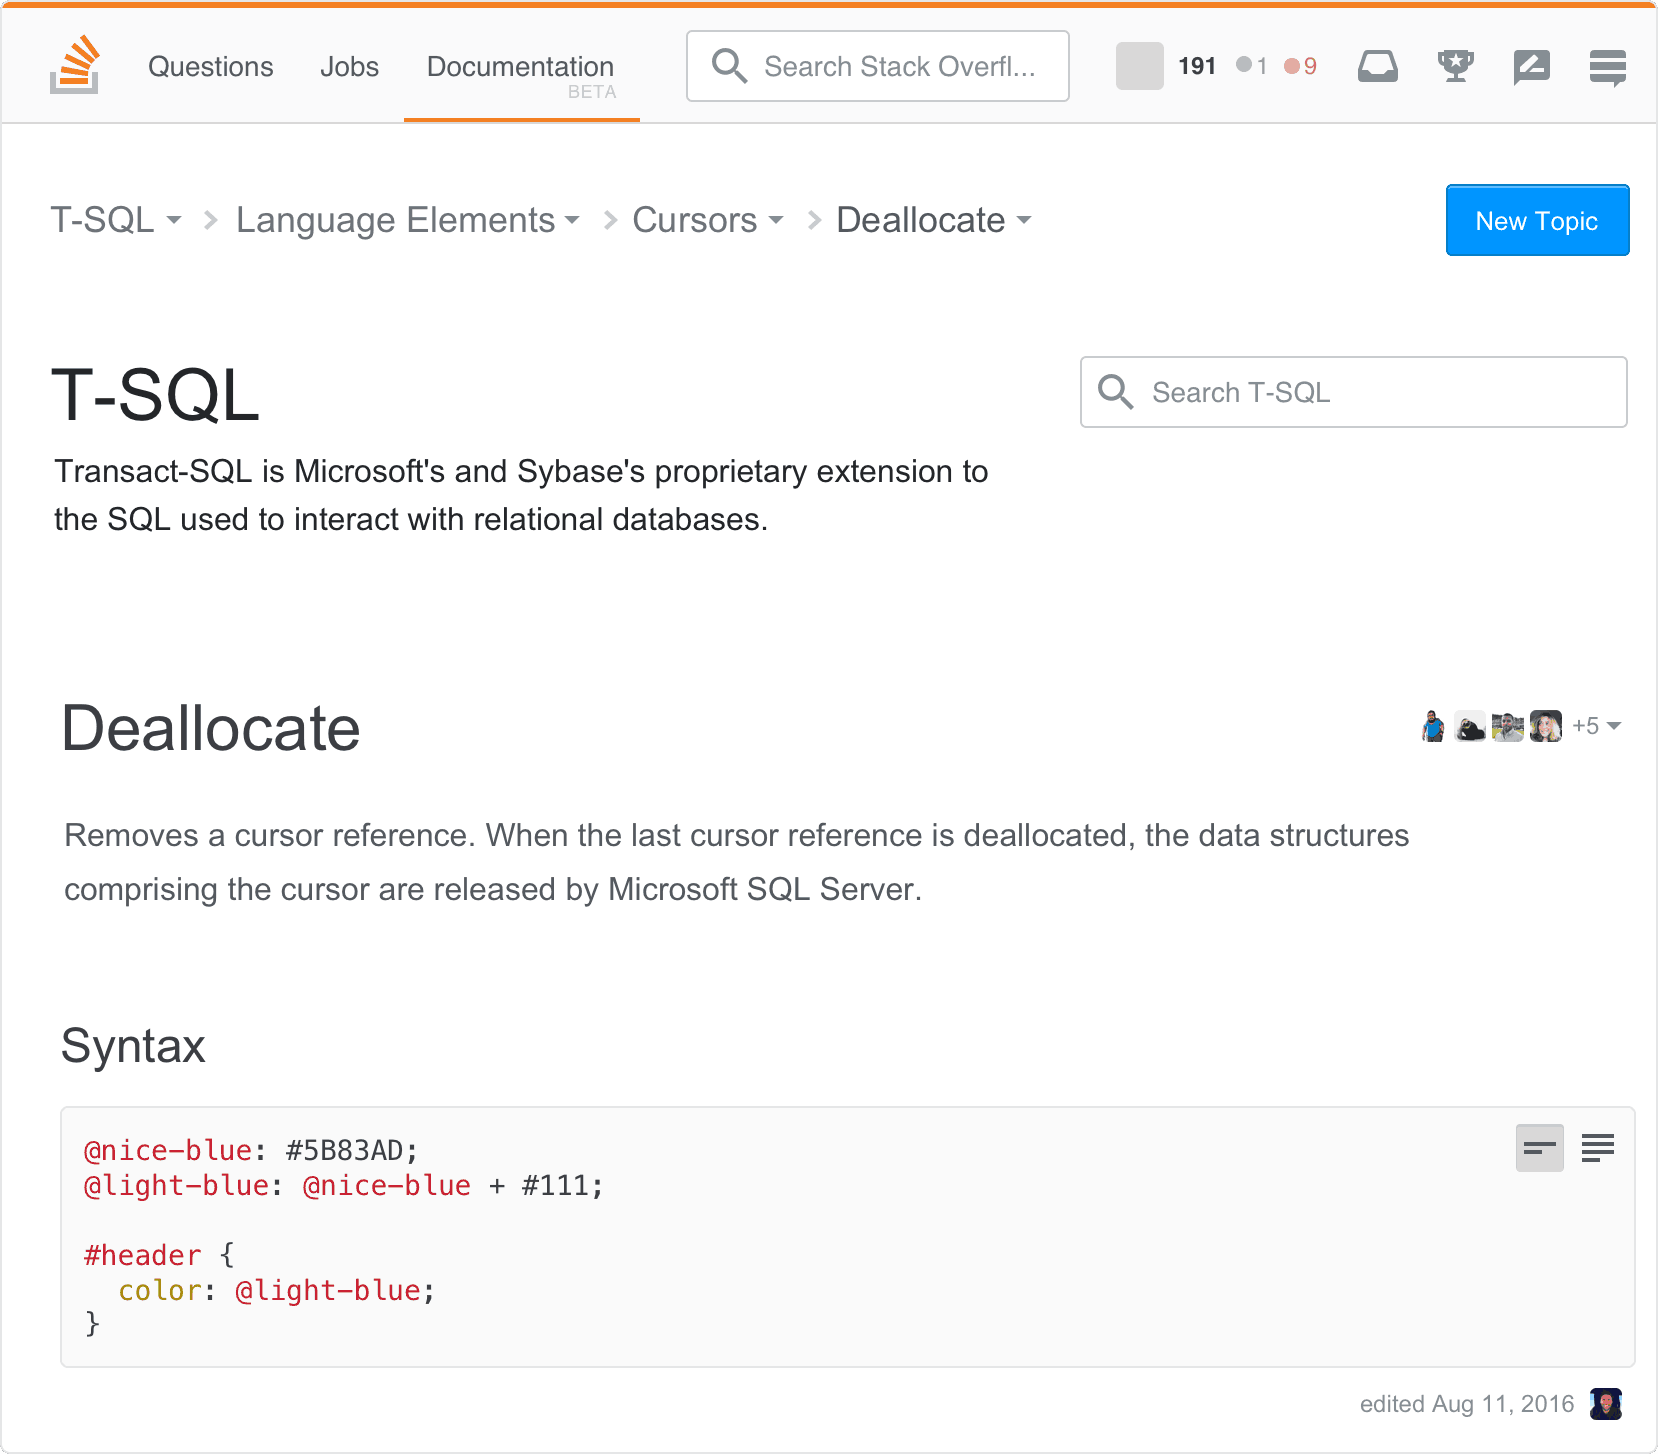 Questions Jobs Documentation BETA Search Stack Overfl... 191 1 9
T-SQL Language Elements Cursors Deallocate New Topic
T-SQL
Search T-SQL
Transact-SQL is Microsoft's and Sybase's proprietary extension to
the SQL used to interact with relational databases.
Deallocate
+5
Removes a cursor reference. When the last cursor reference is deallocated, the data structures
comprising the cursor are released by Microsoft SQL Server.
Syntax
@nice-blue: #5B83AD;
@light-blue: @nice-blue + #111;
#header {
  color: @light-blue;
}
edited Aug 11, 2016